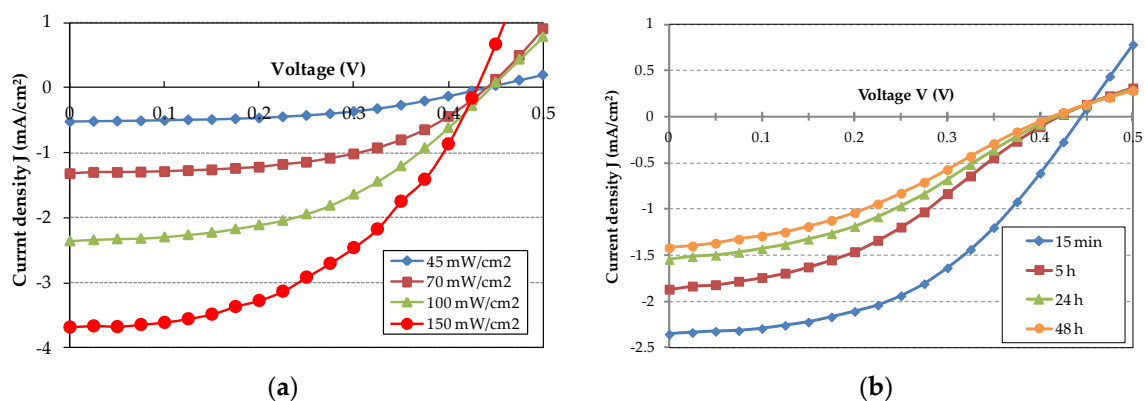 1
0
-1
-2
-3
-4
0
0.1
0.2
0.3
0.4
0.5
Voltage (V)
Currnt density J (mA/cm²)
45 mW/cm2
70 mW/cm2
100 mW/cm2
150 mW/cm2
(a)
1
0.5
0
-0.5
-1
-1.5
-2
-2.5
0
0.1
0.2
0.3
0.4
0.5
Voltage V (V)
Current density J (mA/cm²)
15 min
5 h
24 h
48 h
(b)